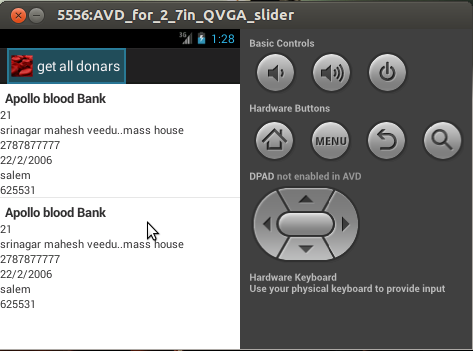 5556:AVD_for_2_7in_QVGA_slider
3G 1:28
get all donars
Apollo blood Bank
21
srinagar mahesh veedu..mass house
2787877777
22/2/2006
salem
625531
Apollo blood Bank
21
srinagar mahesh veedu..mass house
2787877777
22/2/2006
salem
625531
Basic Controls
Hardware Buttons
MENU
DPAD not enabled in AVD
Hardware Keyboard
Use your physical keyboard to provide input